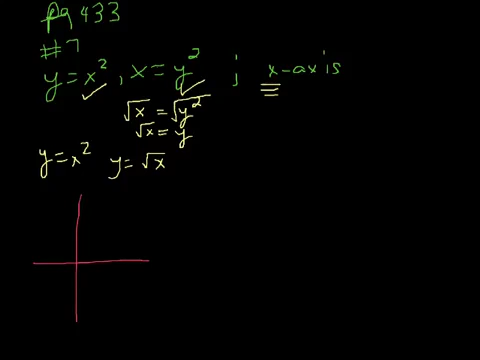 pg 433
#7
y = x², x = y² ; x-axis
√x = √y²
√x = y
y = x² y = √x